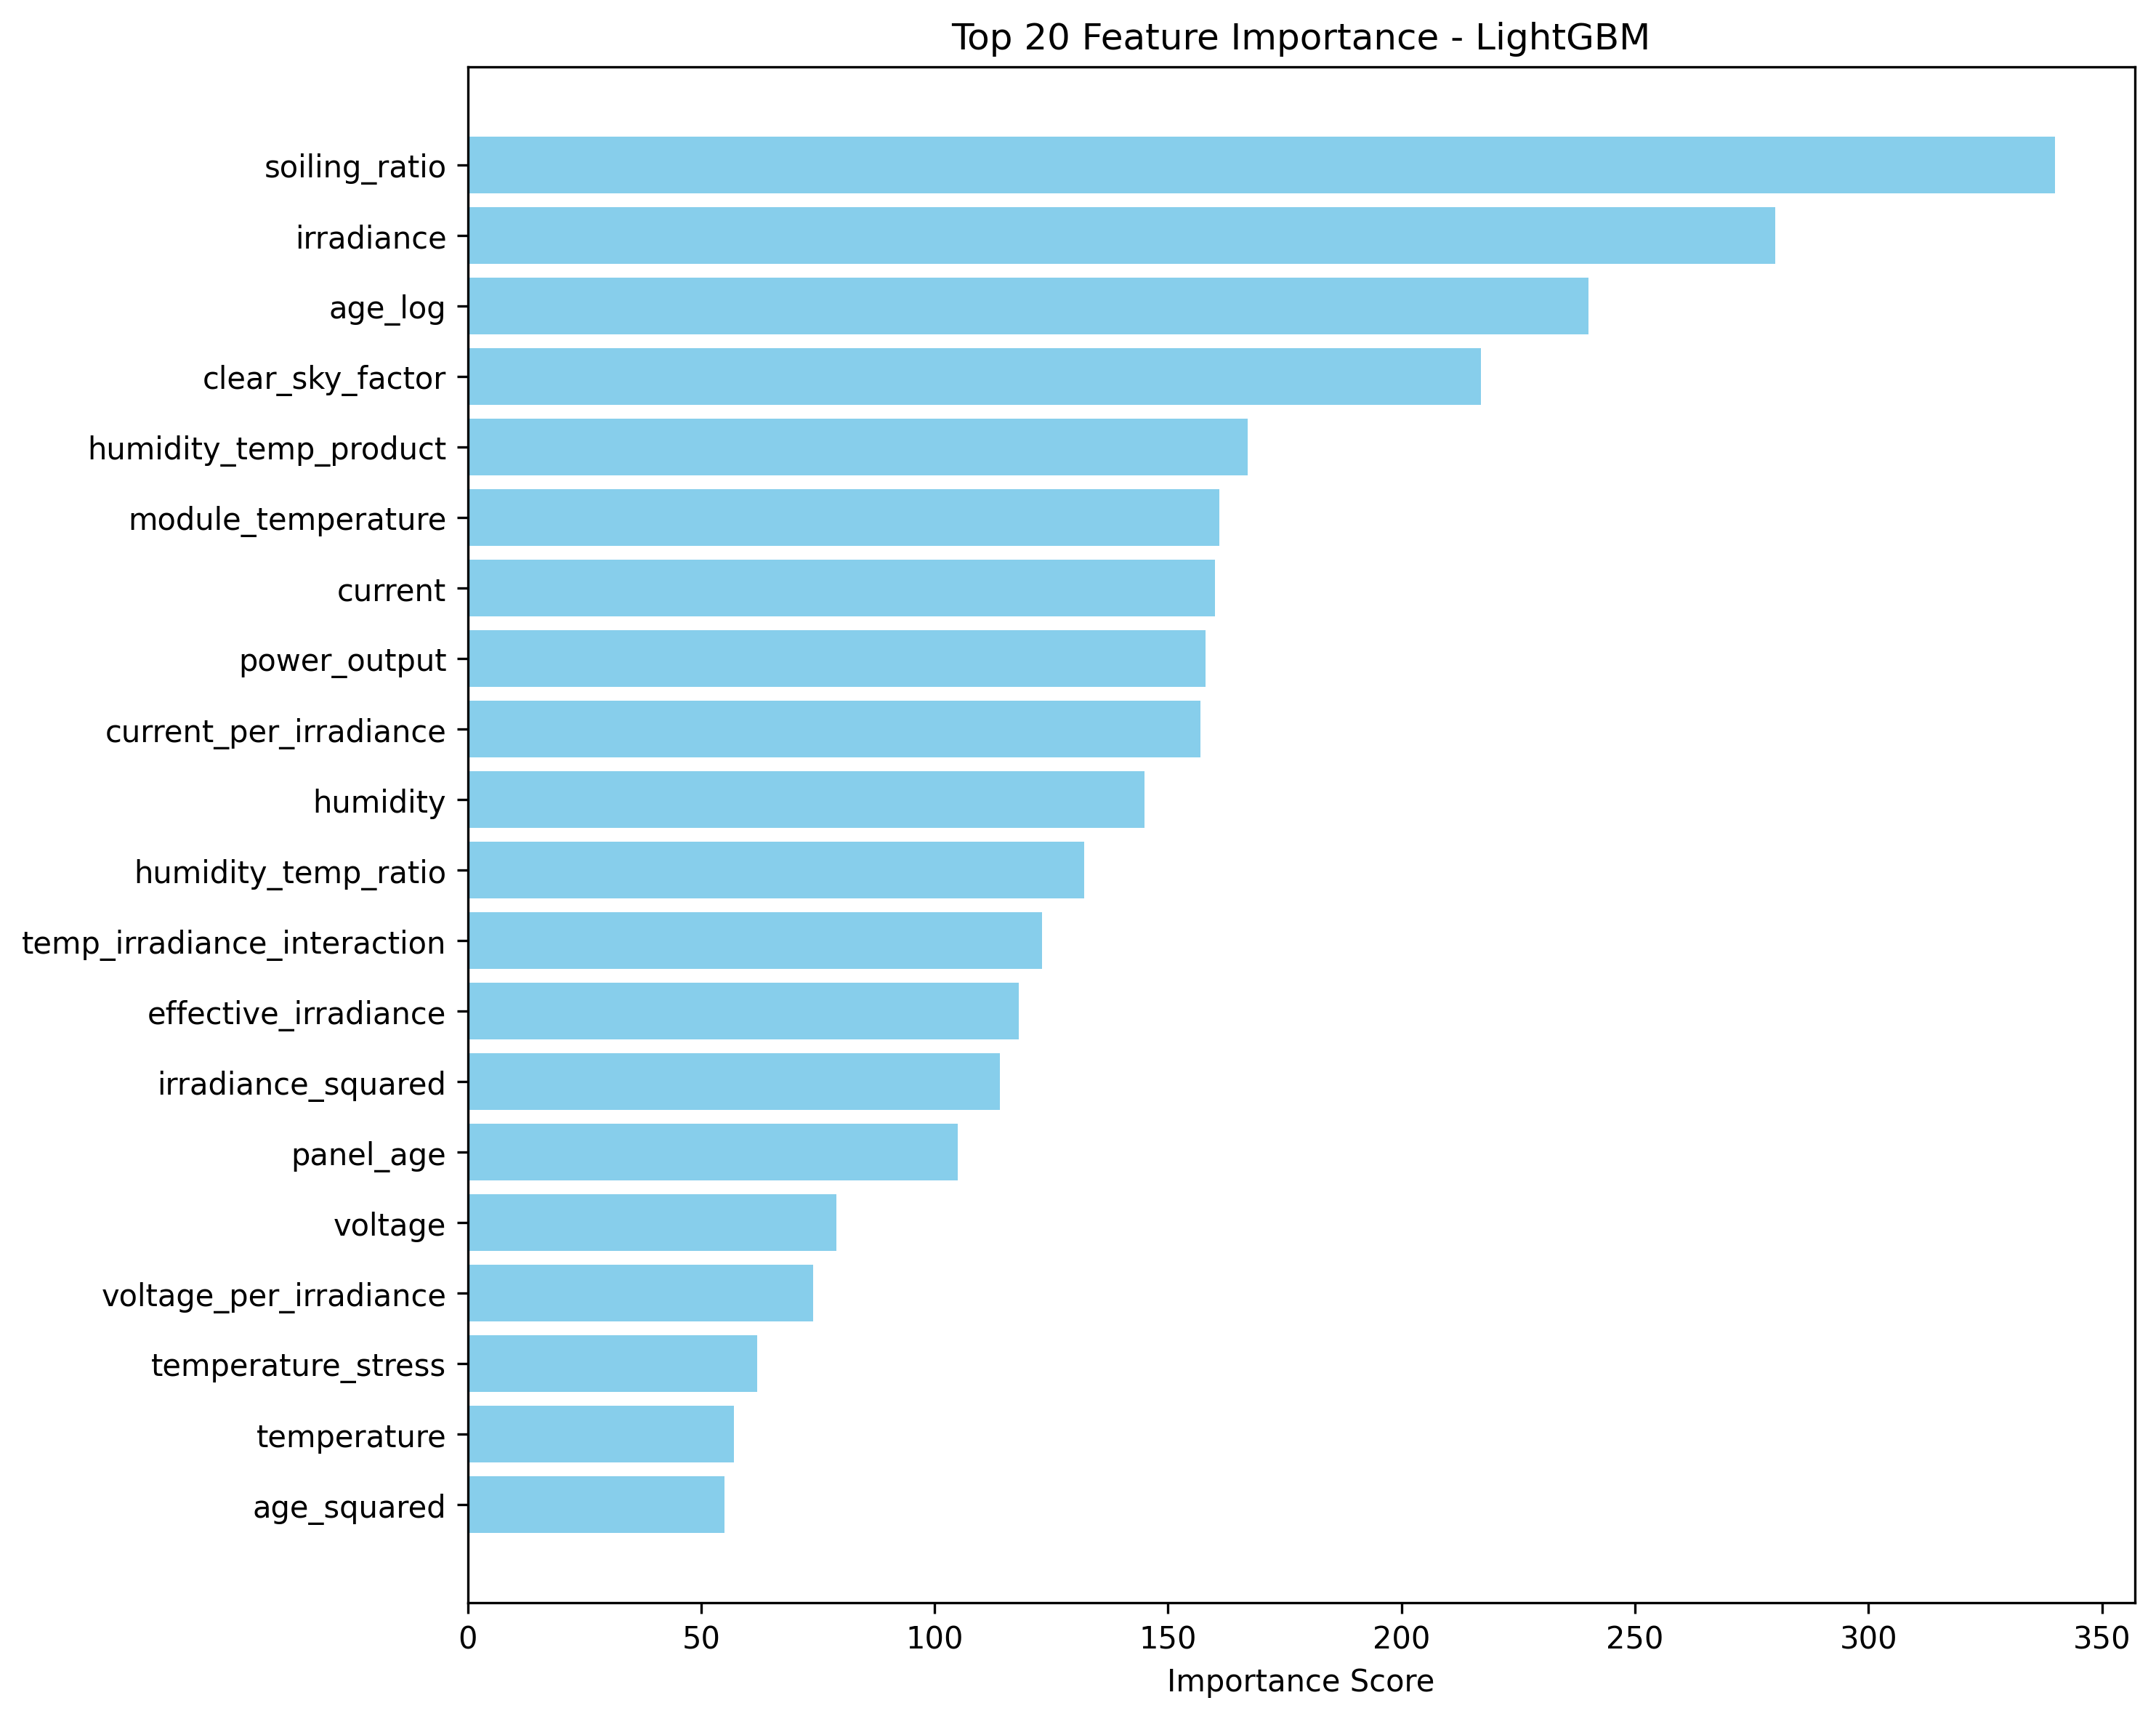 Top 20 Feature Importance - LightGBM
soiling_ratio
irradiance
age_log
clear_sky_factor
humidity_temp_product
module_temperature
current
power_output
current_per_irradiance
humidity
humidity_temp_ratio
temp_irradiance_interaction
effective_irradiance
irradiance_squared
panel_age
voltage
voltage_per_irradiance
temperature_stress
temperature
age_squared
0 50 100 150 200 250 300 350
Importance Score